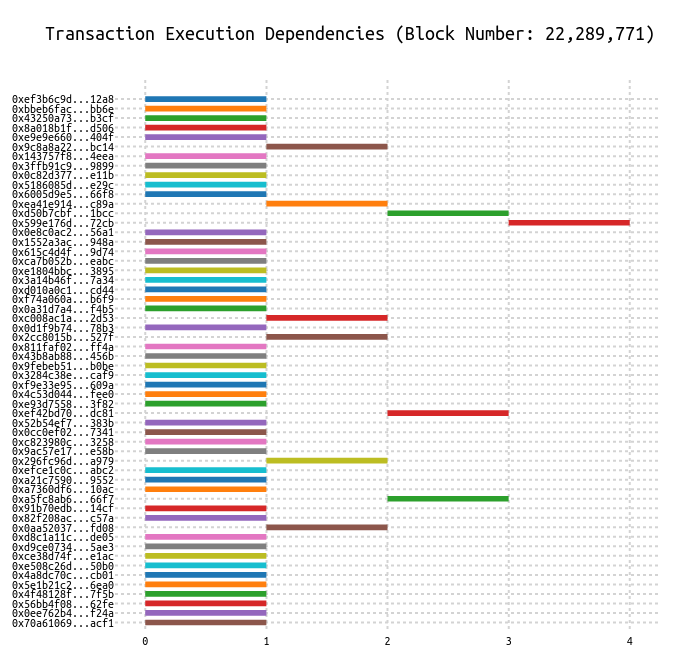 Transaction Execution Dependencies (Block Number: 22,289,771)
0xef3b6c9d...12a8
0xbbeb6fac...bb6e
0x43250a73...b3cf
0x8a018b1f...d506
0xe9e9e660...404f
0x9c8a8a22...bc14
0x143757f8...4eea
0x3ffb91c9...9899
0x0c82d377...e11b
0x5186085d...e29c
0x6005d9e5...66f8
0xea41e914...c89a
0xd50b7cbf...1bcc
0x599e176d...72cb
0x0e8c0ac2...56a1
0x1552a3ac...948a
0x615c4d4f...9d74
0xca7b052b...eabc
0xe1804bbc...3895
0x3a14b46f...7a34
0xd010a0c1...cd44
0xf74a060a...b6f9
0x0a31d7a4...f4b5
0xc008ac1a...2d53
0x0d1f9b74...78b3
0x2cc8015b...527f
0x811faf02...ff4a
0x43b8ab88...456b
0x9febeb51...b0be
0x3284c38e...caf9
0xf9e33e95...609a
0x4c53d044...fee0
0xe93d7558...3f82
0xef42bd70...dc81
0x52b54ef7...383b
0x0cc0ef02...7341
0xc823980c...3258
0x9ac57e17...e58b
0x296fc96d...a979
0xefce1c0c...abc2
0xa21c7590...9552
0xa7360df6...10ac
0xa5fc8ab6...66f7
0x91b70edb...14cf
0x82f208ac...c57a
0x0aa52037...fd08
0xd8c1a11c...de05
0xd9ce0734...5ae3
0xce38d74f...e1ac
0xe508c26d...50b0
0x4a8dc70c...cb01
0x5e1b21c2...6ea0
0x4f48128f...7f5b
0x56bb4f08...62fe
0x0ee762b4...f24a
0x70a61069...acf1
0 1 2 3 4